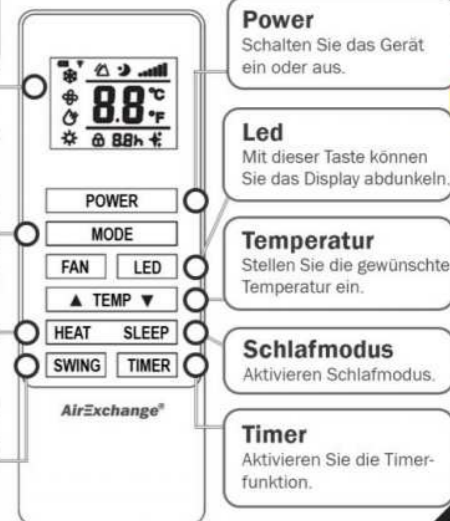 8.8 °C
°F
8.8h
POWER
MODE
FAN LED
▲ TEMP ▼
HEAT SLEEP
SWING TIMER
AirExchange®
Power
Schalten Sie das Gerät
ein oder aus.
Led
Mit dieser Taste können
Sie das Display abdunkeln.
Temperatur
Stellen Sie die gewünschte
Temperatur ein.
Schlafmodus
Aktivieren Schlafmodus.
Timer
Aktivieren Sie die Timer-
funktion.